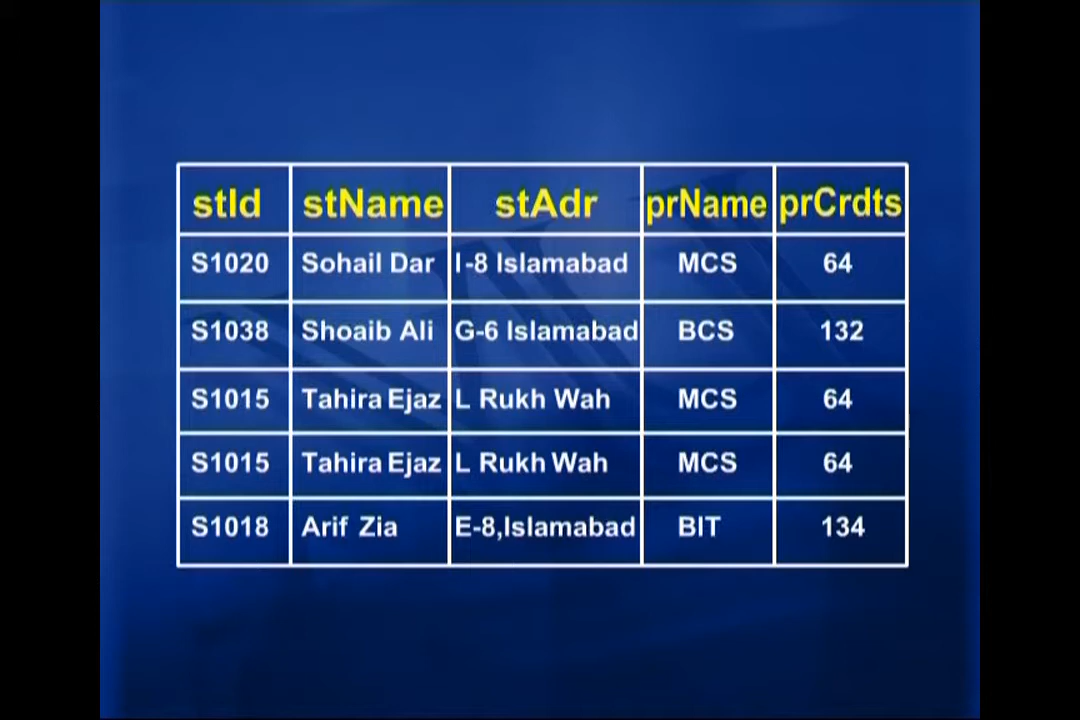 stId stName stAdr prName prCrdts
S1020 Sohail Dar I-8 Islamabad MCS 64
S1038 Shoaib Ali G-6 Islamabad BCS 132
S1015 Tahira Ejaz L Rukh Wah MCS 64
S1015 Tahira Ejaz L Rukh Wah MCS 64
S1018 Arif Zia E-8,Islamabad BIT 134